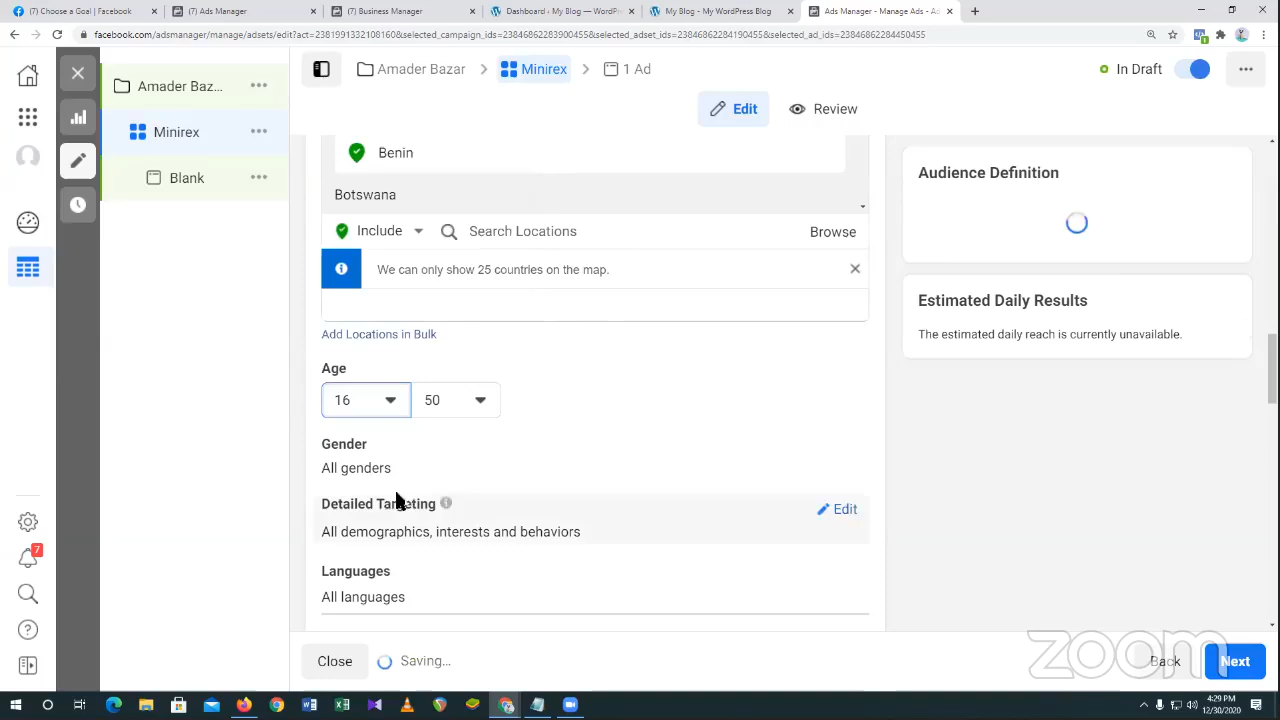 (7) Choose a Goal | Facebook
(7) Ads Manager
(7) Business Manager
Dashboard ‹ My Blog — WordPr
My Blog - My WordPress Blog
Ads Manager - Manage Ads - Ad
facebook.com/adsmanager/manage/adsets/edit?act=238199133210816&selected_campaign_ids=23846862283900455&selected_adset_ids=23846862284190455&selected_ad_ids=23846862284450455
Amader Baz...
Minirex
Blank
Amader Bazar
Minirex
1 Ad
In Draft
Edit
Review
Benin
Botswana
Include
Search Locations
Browse
We can only show 25 countries on the map.
Add Locations in Bulk
Age
16
50
Gender
All genders
Detailed Targeting
Edit
All demographics, interests and behaviors
Languages
All languages
Audience Definition
Estimated Daily Results
The estimated daily reach is currently unavailable.
Close
Saving...
Back
Next
zoom
7
4:29 PM
12/30/2020